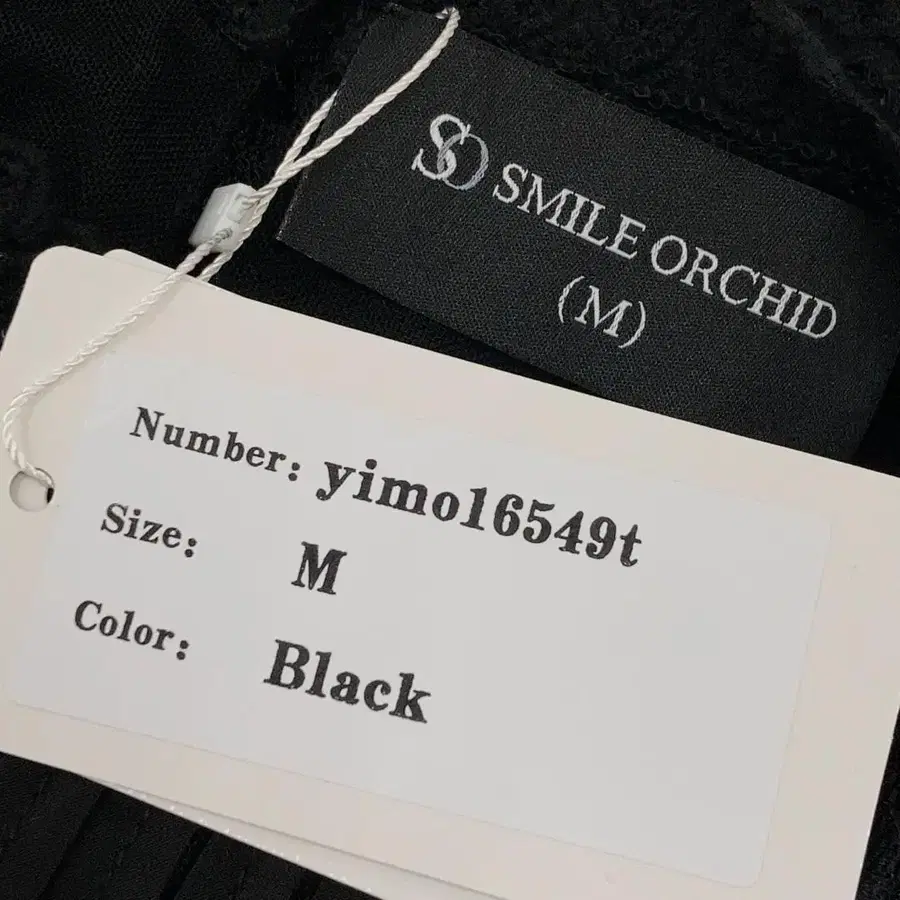 SO SMILE ORCHID
(M)
Number: yimo16549t
Size: M
Color: Black